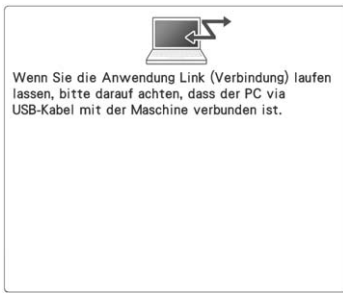 Wenn Sie die Anwendung Link (Verbindung) laufen
lassen, bitte darauf achten, dass der PC via
USB-Kabel mit der Maschine verbunden ist.